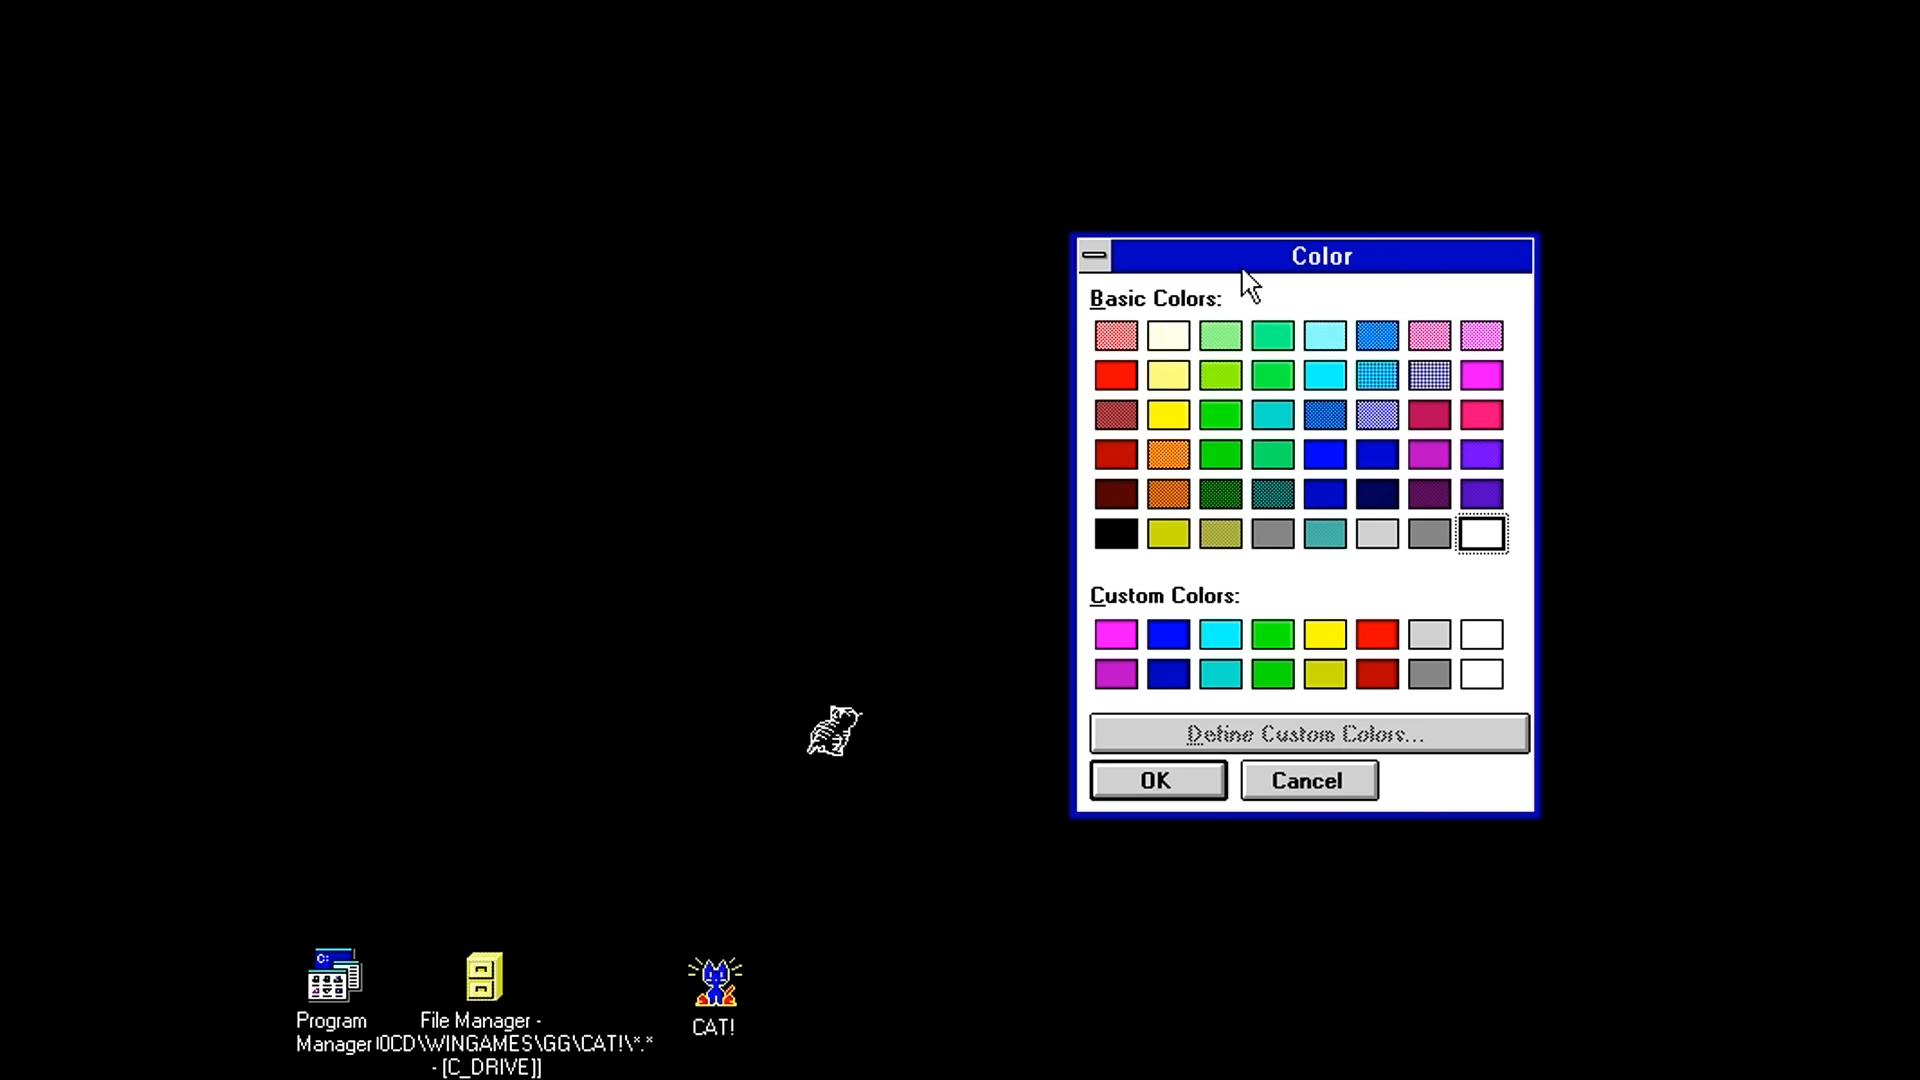 Color
Basic Colors:
Custom Colors:
Define Custom Colors...
OK
Cancel
C:
Program
Manager
File Manager -
0CD\WINGAMES\GG\CAT!\*.*
- [C_DRIVE]]
CAT!